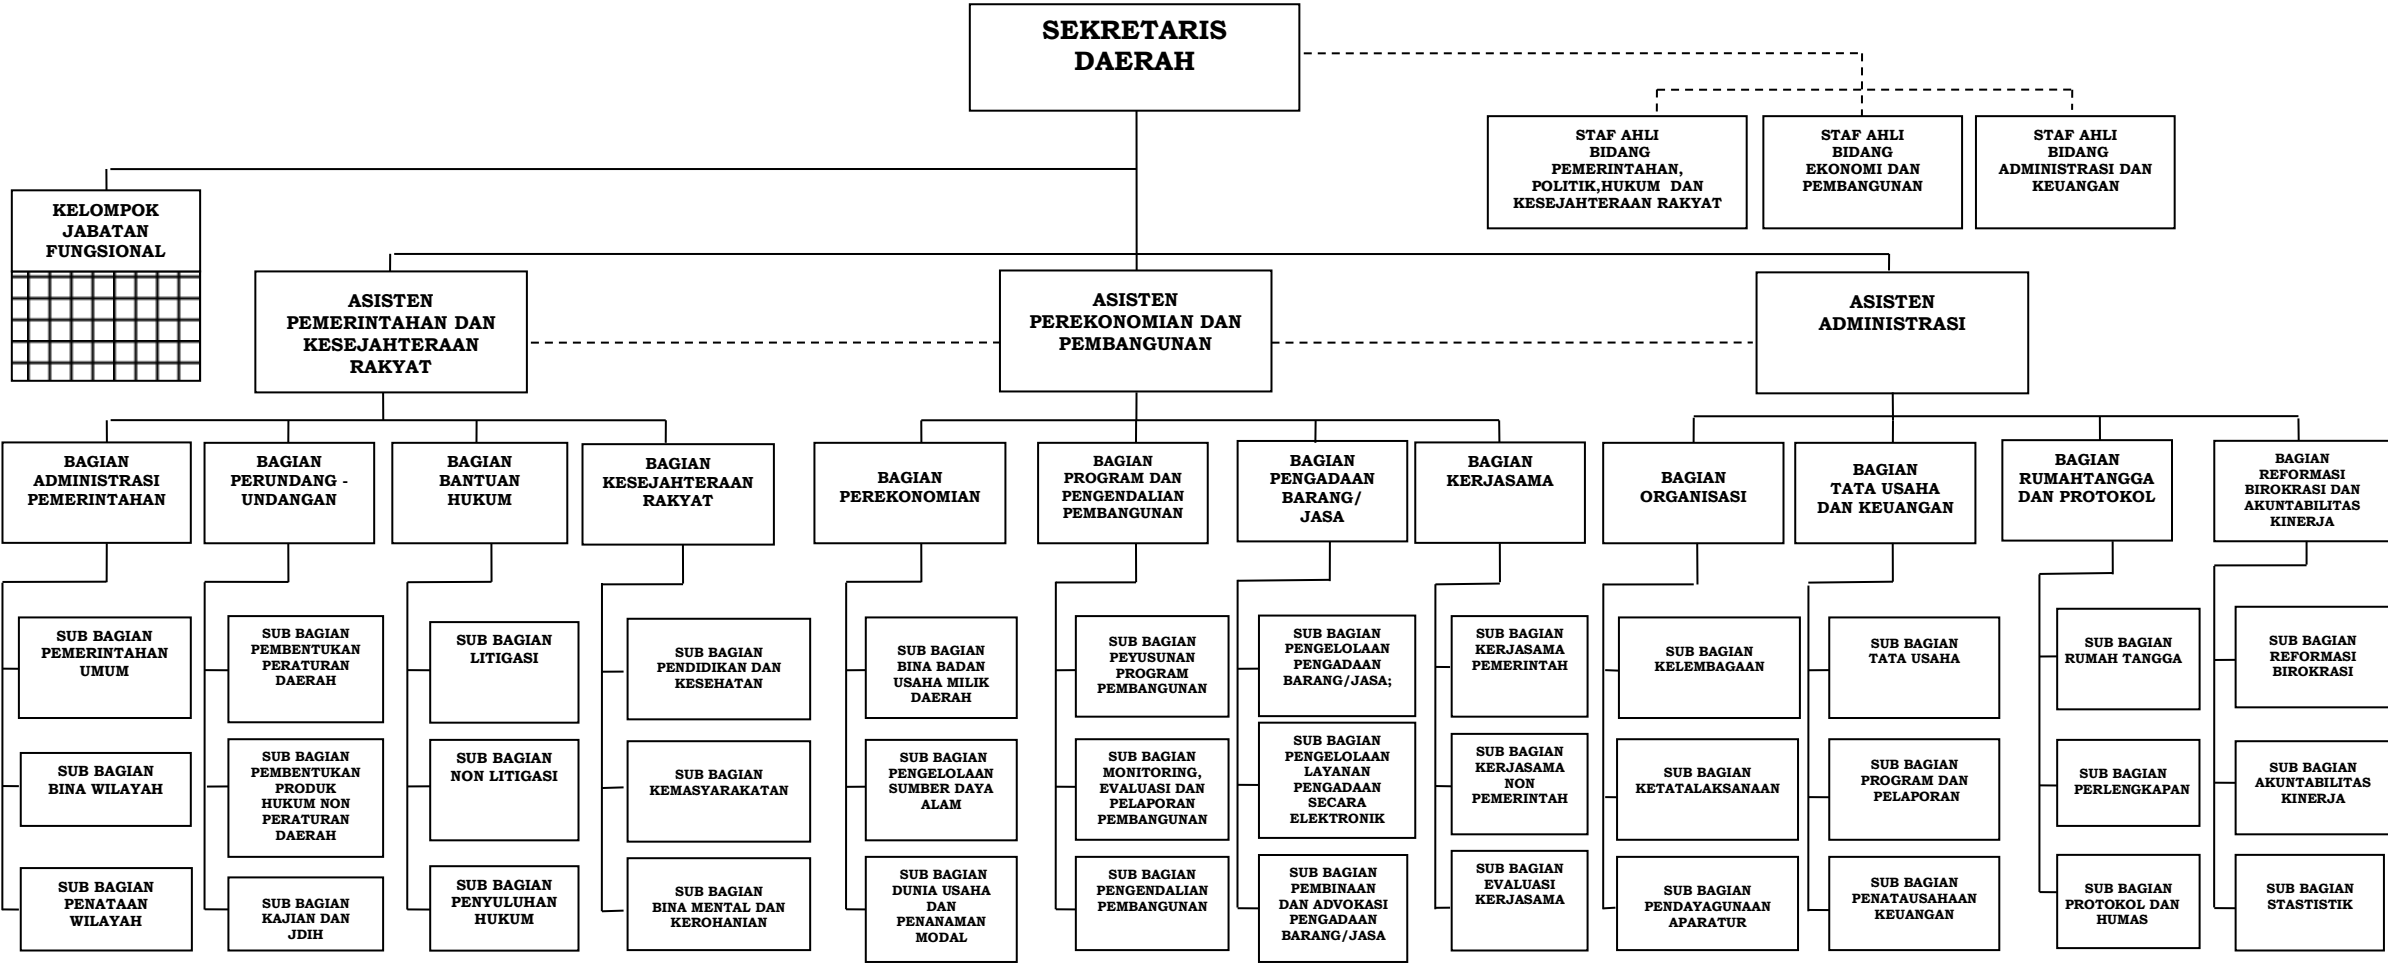 SEKRETARIS
DAERAH
STAF AHLI
BIDANG
PEMERINTAHAN,
POLITIK,HUKUM DAN
KESEJAHTERAAN RAKYAT
STAF AHLI
BIDANG
EKONOMI DAN
PEMBANGUNAN
STAF AHLI
BIDANG
ADMINISTRASI DAN
KEUANGAN
KELOMPOK
JABATAN
FUNGSIONAL
ASISTEN
PEMERINTAHAN DAN
KESEJAHTERAAN
RAKYAT
ASISTEN
PEREKONOMIAN DAN
PEMBANGUNAN
ASISTEN
ADMINISTRASI
BAGIAN
ADMINISTRASI
PEMERINTAHAN
BAGIAN
PERUNDANG -
UNDANGAN
BAGIAN
BANTUAN
HUKUM
BAGIAN
KESEJAHTERAAN
RAKYAT
BAGIAN
PEREKONOMIAN
BAGIAN
PROGRAM DAN
PENGENDALIAN
PEMBANGUNAN
BAGIAN
PENGADAAN
BARANG/
JASA
BAGIAN
KERJASAMA
BAGIAN
ORGANISASI
BAGIAN
TATA USAHA
DAN KEUANGAN
BAGIAN
RUMAHTANGGA
DAN PROTOKOL
BAGIAN
REFORMASI
BIROKRASI DAN
AKUNTABILITAS
KINERJA
SUB BAGIAN
PEMERINTAHAN
UMUM
SUB BAGIAN
PEMBENTUKAN
PERATURAN
DAERAH
SUB BAGIAN
LITIGASI
SUB BAGIAN
PENDIDIKAN DAN
KESEHATAN
SUB BAGIAN
BINA BADAN
USAHA MILIK
DAERAH
SUB BAGIAN
PEYUSUNAN
PROGRAM
PEMBANGUNAN
SUB BAGIAN
PENGELOLAAN
PENGADAAN
BARANG/JASA;
SUB BAGIAN
KERJASAMA
PEMERINTAH
SUB BAGIAN
KELEMBAGAAN
SUB BAGIAN
TATA USAHA
SUB BAGIAN
RUMAH TANGGA
SUB BAGIAN
REFORMASI
BIROKRASI
SUB BAGIAN
BINA WILAYAH
SUB BAGIAN
PEMBENTUKAN
PRODUK
HUKUM NON
PERATURAN
DAERAH
SUB BAGIAN
NON LITIGASI
SUB BAGIAN
KEMASYARAKATAN
SUB BAGIAN
PENGELOLAAN
SUMBER DAYA
ALAM
SUB BAGIAN
MONITORING,
EVALUASI DAN
PELAPORAN
PEMBANGUNAN
SUB BAGIAN
PENGELOLAAN
LAYANAN
PENGADAAN
SECARA
ELEKTRONIK
SUB BAGIAN
KERJASAMA
NON
PEMERINTAH
SUB BAGIAN
KETATALAKSANAAN
SUB BAGIAN
PROGRAM DAN
PELAPORAN
SUB BAGIAN
PERLENGKAPAN
SUB BAGIAN
AKUNTABILITAS
KINERJA
SUB BAGIAN
PENATAAN
WILAYAH
SUB BAGIAN
KAJIAN DAN
JDIH
SUB BAGIAN
PENYULUHAN
HUKUM
SUB BAGIAN
BINA MENTAL DAN
KEROHANIAN
SUB BAGIAN
DUNIA USAHA
DAN
PENANAMAN
MODAL
SUB BAGIAN
PENGENDALIAN
PEMBANGUNAN
SUB BAGIAN
PEMBINAAN
DAN ADVOKASI
PENGADAAN
BARANG/JASA
SUB BAGIAN
EVALUASI
KERJASAMA
SUB BAGIAN
PENDAYAGUNAAN
APARATUR
SUB BAGIAN
PENATAUSAHAAN
KEUANGAN
SUB BAGIAN
PROTOKOL DAN
HUMAS
SUB BAGIAN
STASTISTIK